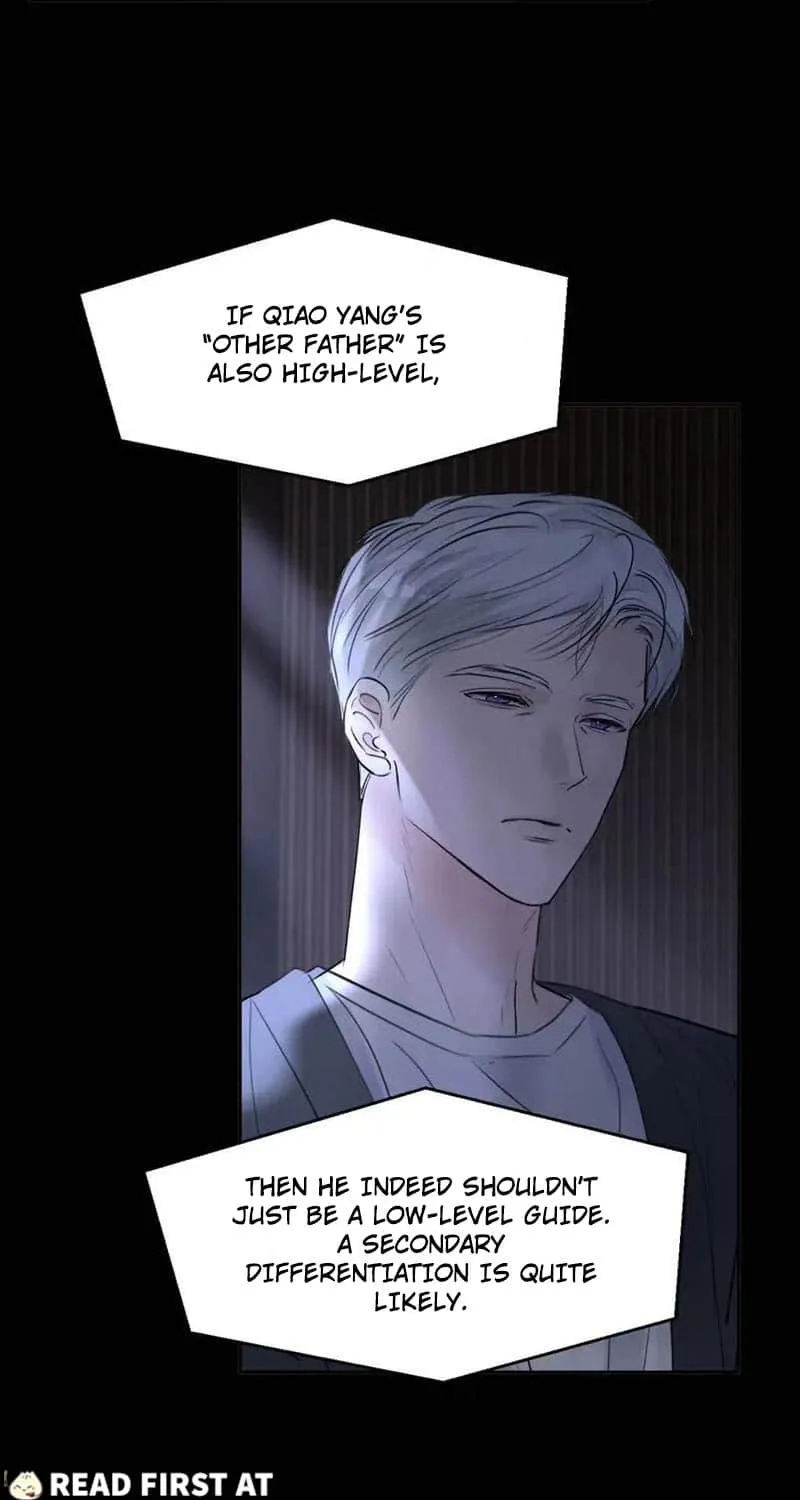 IF QIAO YANG'S
"OTHER FATHER" IS
ALSO HIGH-LEVEL,
THEN HE INDEED SHOULDN'T
JUST BE A LOW-LEVEL GUIDE.
A SECONDARY
DIFFERENTIATION IS QUITE
LIKELY.
READ FIRST AT